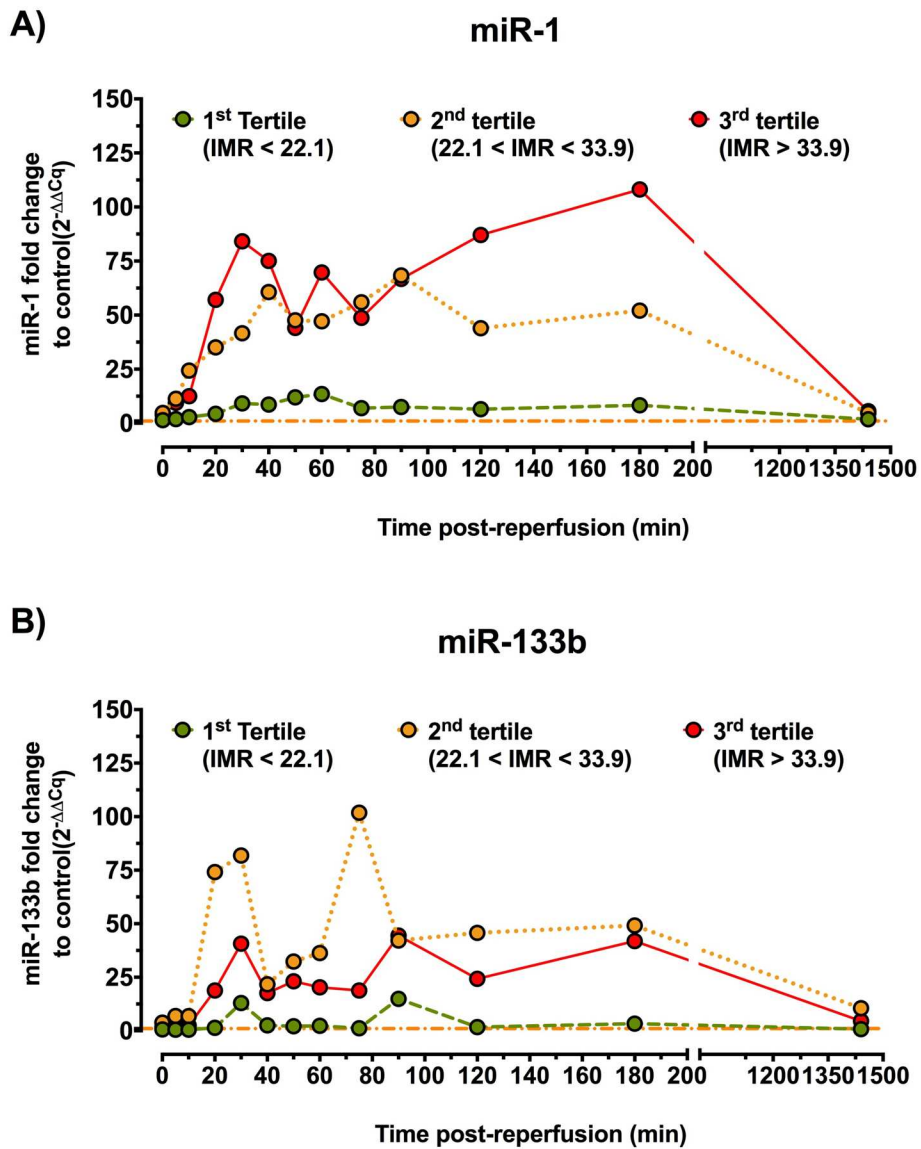 A)
miR-1
miR-1 fold change
to control(2^-ΔΔCq)
150
125
100
75
50
25
0
1st Tertile
(IMR < 22.1)
2nd tertile
(22.1 < IMR < 33.9)
3rd tertile
(IMR > 33.9)
0 20 40 60 80 100 120 140 160 180 200 1200 1350 1500
Time post-reperfusion (min)
B)
miR-133b
miR-133b fold change
to control(2^-ΔΔCq)
150
125
100
75
50
25
0
1st Tertile
(IMR < 22.1)
2nd tertile
(22.1 < IMR < 33.9)
3rd tertile
(IMR > 33.9)
0 20 40 60 80 100 120 140 160 180 200 1200 1350 1500
Time post-reperfusion (min)